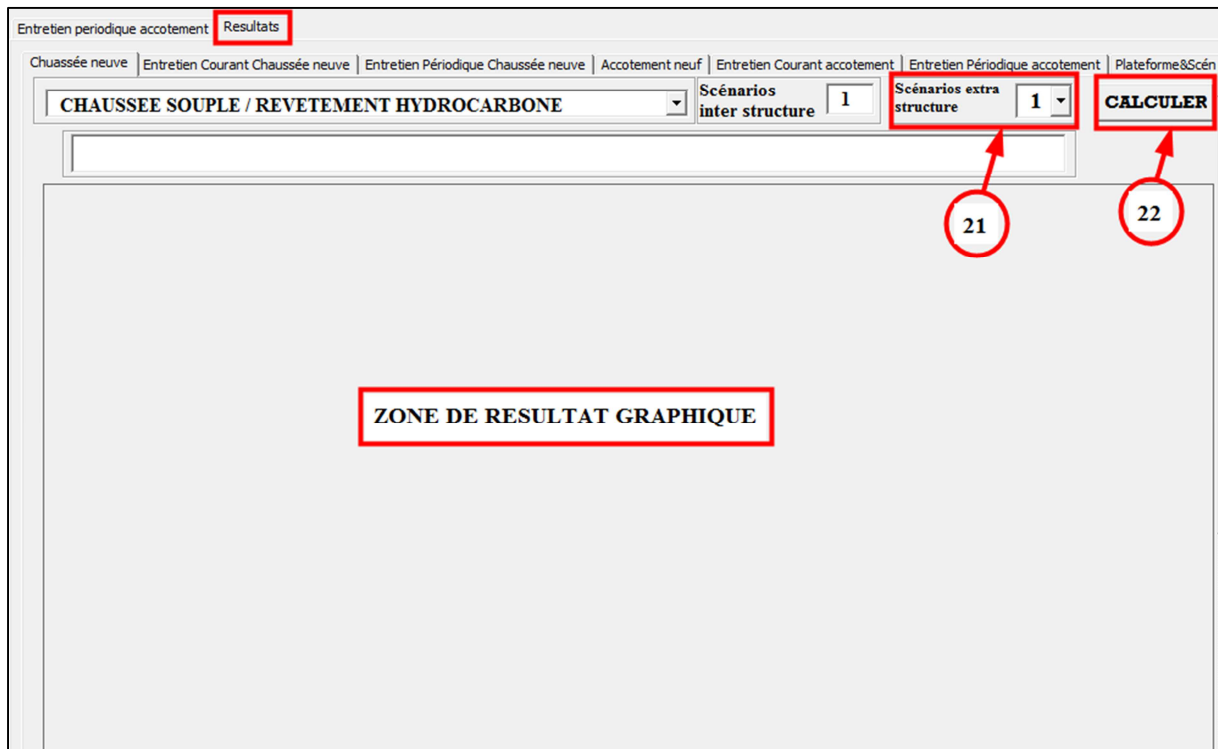 Entretien periodique accotement Resultats
Chuassée neuve Entretien Courant Chaussée neuve Entretien Périodique Chaussée neuve Accotement neuf Entretien Courant accotement Entretien Périodique accotement Plateforme&Scén
CHAUSSEE SOUPLE / REVETEMENT HYDROCARBONE
Scénarios
inter structure
1
Scénarios extra
structure
1
CALCULER
21
22
ZONE DE RESULTAT GRAPHIQUE